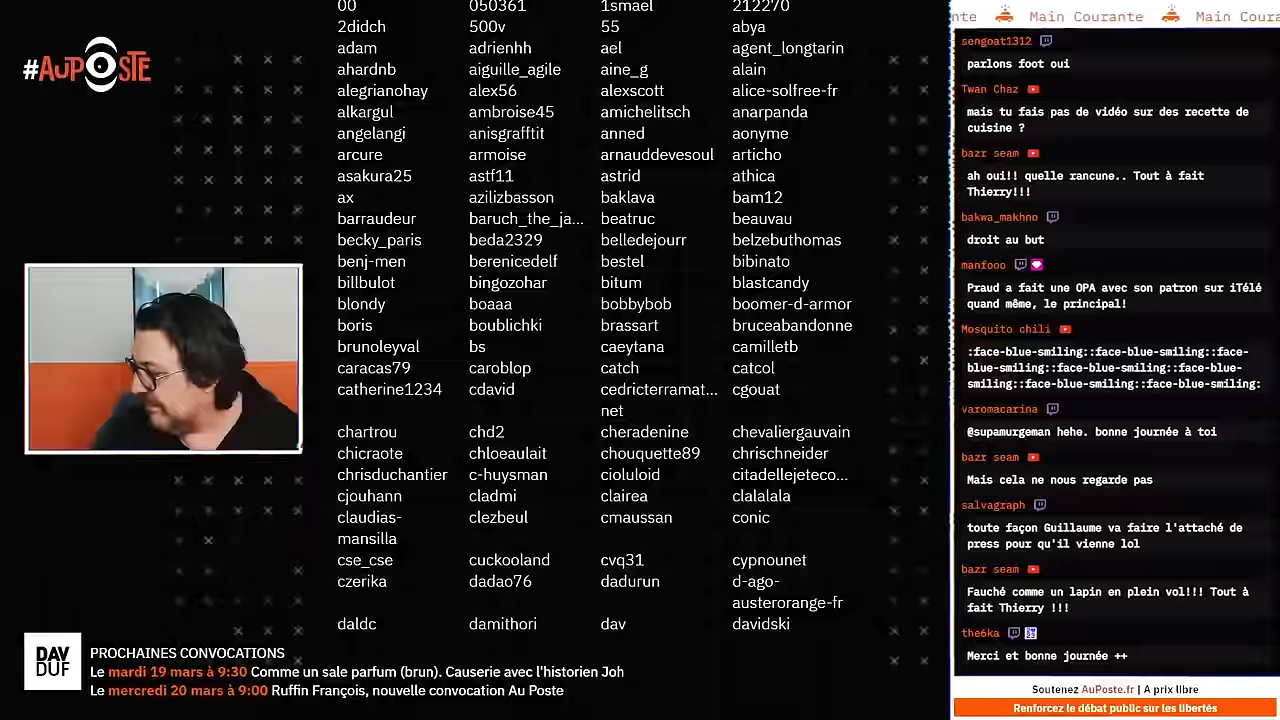 #AuPOSTE
00 050361 1smael 212270
2didch 500v 55 abya
adam adrienhh ael agent_longtarin
ahardnb aiguille_agile aine_g alain
alegrianohay alex56 alexscott alice-solfree-fr
alkargul ambroise45 amichelitsch anarpanda
angelangi anisgrafftit anned aonyme
arcure armoise arnauddevesoul articho
asakura25 astf11 astrid athica
ax azilizbasson baklava bam12
barraudeur baruch_the_ja... beatruc beauvau
becky_paris beda2329 belledejourr belzebuthomas
benj-men berenicedelf bestel bibinato
billbulot bingozohar bitum blastcandy
blondy boaaa bobbybob boomer-d-armor
boris boublichki brassart bruceabandonne
brunoleyval bs caeytana camilletb
caracas79 caroblop catch catcol
catherine1234 cdavid cedricterramat... cgouat
net
chartrou chd2 cheradenine chevaliergauvain
chicraote chloeaulait chouquette89 chrischneider
chrisduchantier c-huysman cioluloid citadellejeteco...
cjouhann cladmi clairea clalalala
claudias- clezbeul cmaussan conic
mansilla
cse_cse cuckooland cvq31 cypnounet
czerika dadao76 dadurun d-ago-
austerorange-fr
daldc damithori dav davidski
DAV
DUF
PROCHAINES CONVOCATIONS
Le mardi 19 mars à 9:30 Comme un sale parfum (brun). Causerie avec l'historien Joh
Le mercredi 20 mars à 9:00 Ruffin François, nouvelle convocation Au Poste
nte Main Courante Main Coura
sengoat1312
parlons foot oui
Twan Chaz
mais tu fais pas de vidéo sur des recette de
cuisine ?
bazr seam
ah oui!! quelle rancune.. Tout à fait
Thierry!!!
bakwa_makhno
droit au but
manfooo
Praud a fait une OPA avec son patron sur iTélé
quand même, le principal!
Mosquito chili
:face-blue-smiling::face-blue-smiling::face-
blue-smiling::face-blue-smiling::face-blue-
smiling::face-blue-smiling::face-blue-smiling:
varomacarina
@supamurgeman hehe. bonne journée à toi
bazr seam
Mais cela ne nous regarde pas
salvagraph
toute façon Guillaume va faire l'attaché de
press pour qu'il vienne lol
bazr seam
Fauché comme un lapin en plein vol!!! Tout à
fait Thierry !!!
the6ka
Merci et bonne journée ++
Soutenez AuPoste.fr | A prix libre
Renforcez le débat public sur les libertés